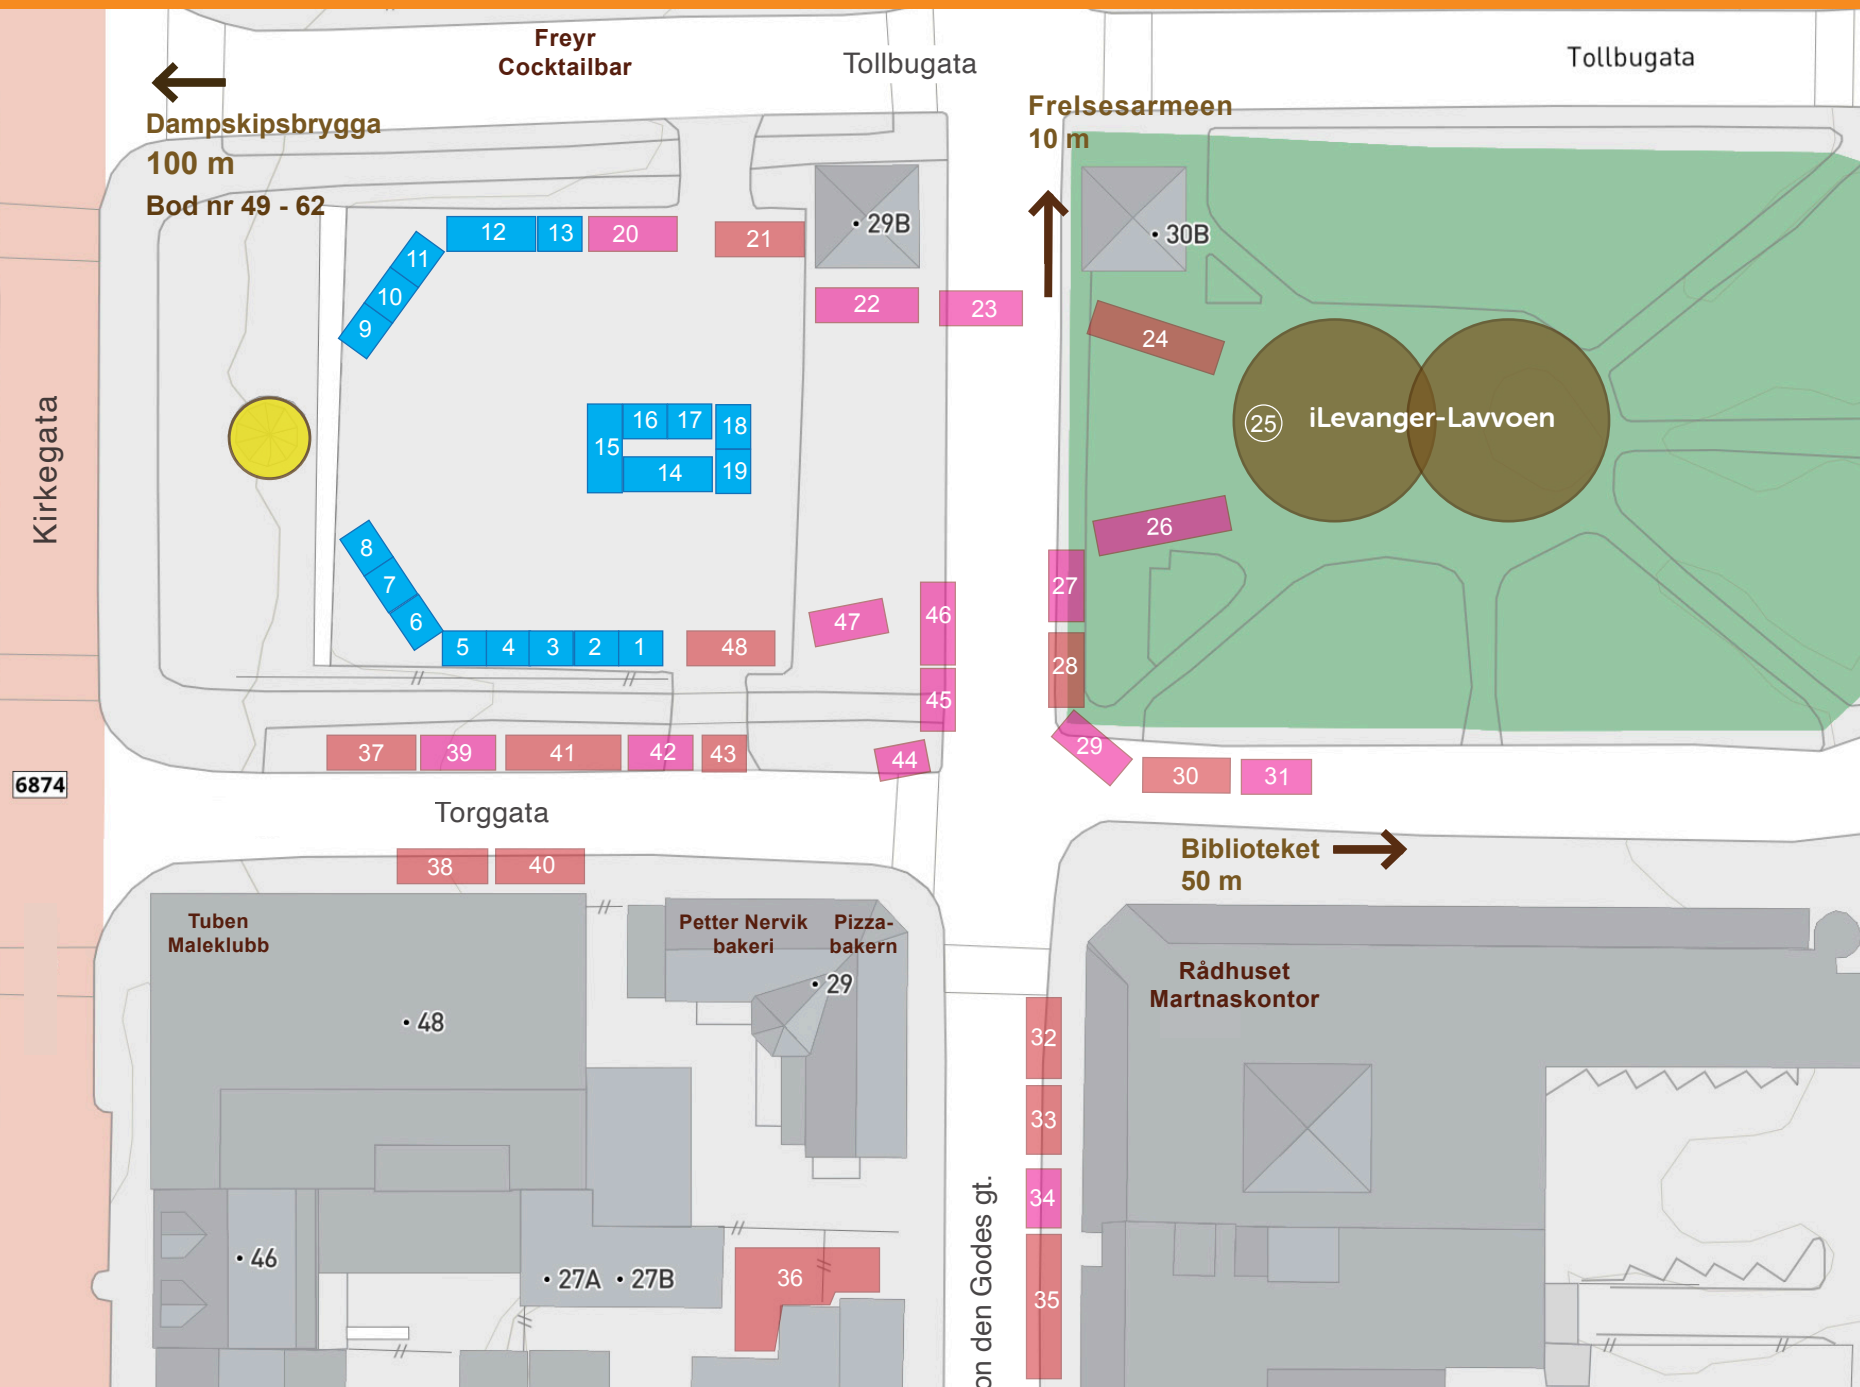 Freyr
Cocktailbar
Tollbugata
Tollbugata
Dampskipsbrygga
100 m
Bod nr 49 - 62
Frelsesarmeen
10 m
12
13
20
21
29B
30B
11
10
9
22
23
24
Kirkegata
16
17
18
15
14
19
25
iLevanger-Lavvoen
26
8
7
6
5
4
3
2
1
48
47
46
45
27
28
29
37
39
41
42
43
44
30
31
6874
Torggata
38
40
Biblioteket
50 m
Tuben
Maleklubb
Petter Nervik
bakeri
Pizza-
bakern
29
48
Rådhuset
Martnaskontor
32
33
34
35
on den Godes gt.
46
27A
27B
36